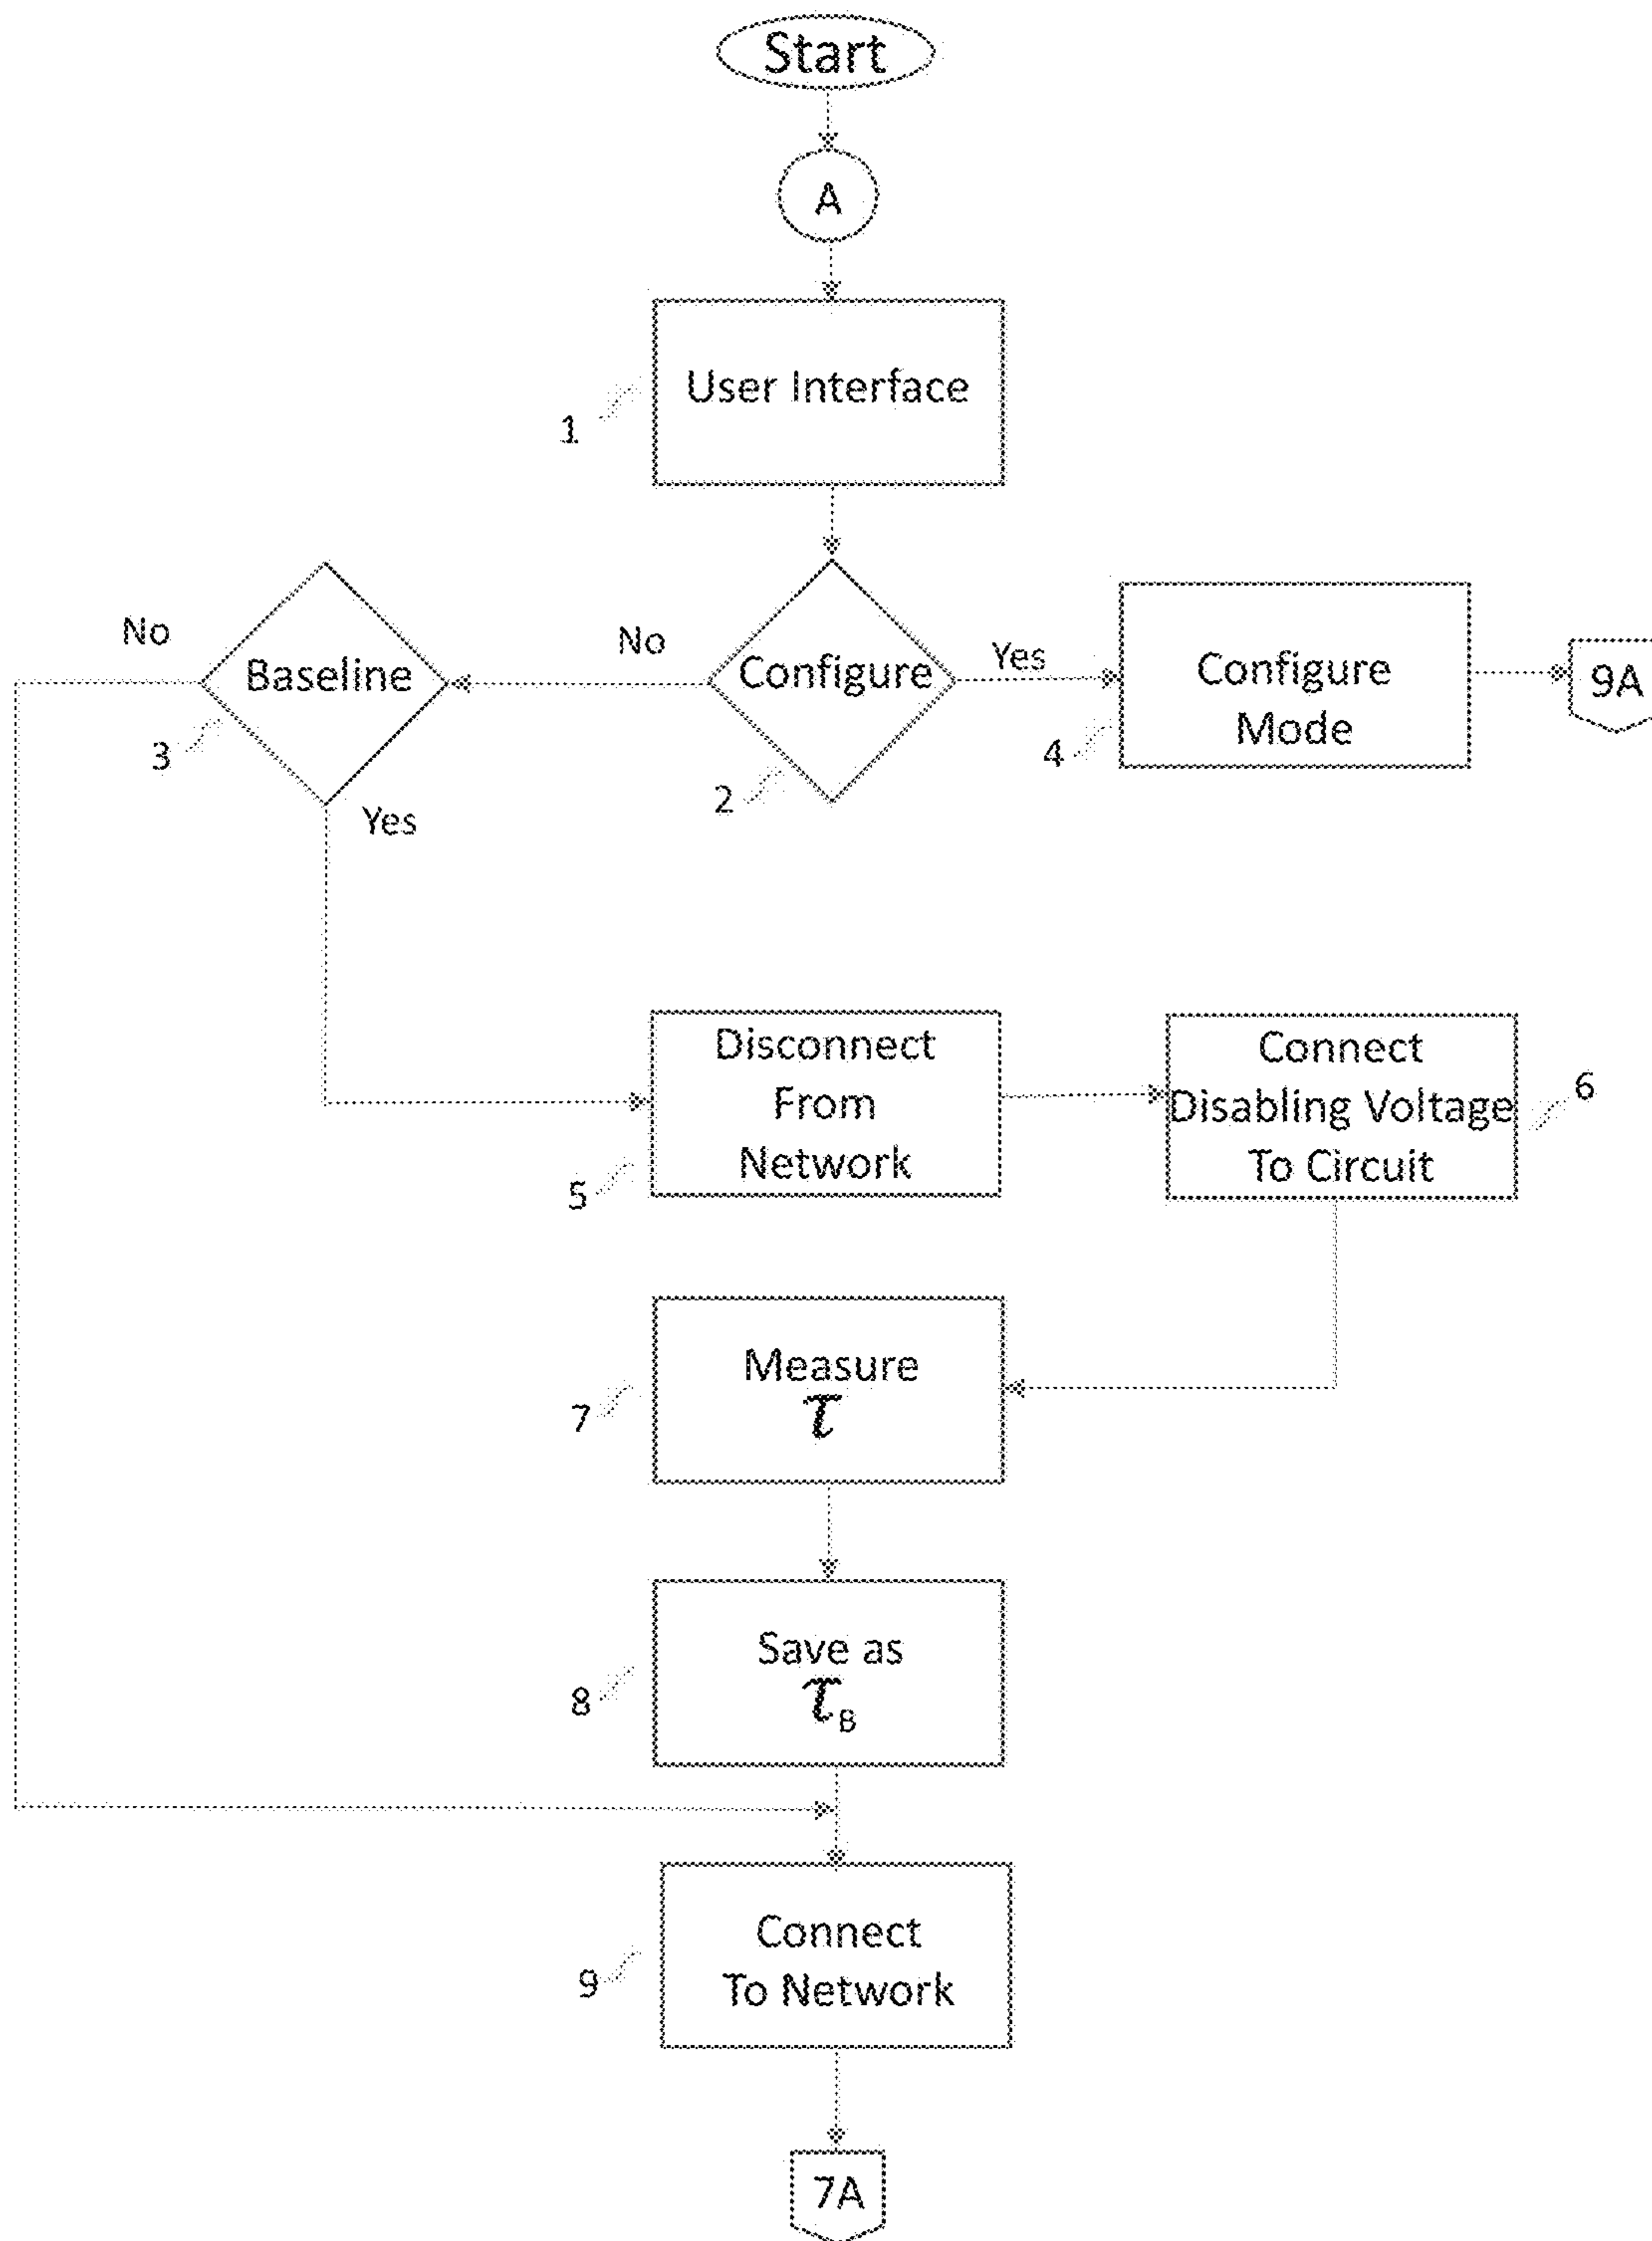 Start
A
User Interface
1
No
Baseline
3
Yes
No
Configure
2
Yes
Configure
Mode
4
9A
Disconnect
From
Network
5
Connect
Disabling Voltage
To Circuit
6
Measure
τ
7
Save as
τB
8
Connect
To Network
9
7A